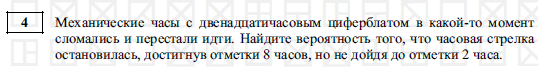 4 Механические часы с двенадцатичасовым циферблатом в какой-то момент
сломались и перестали идти. Найдите вероятность того, что часовая стрелка
остановилась, достигнув отметки 8 часов, но не дойдя до отметки 2 часа.